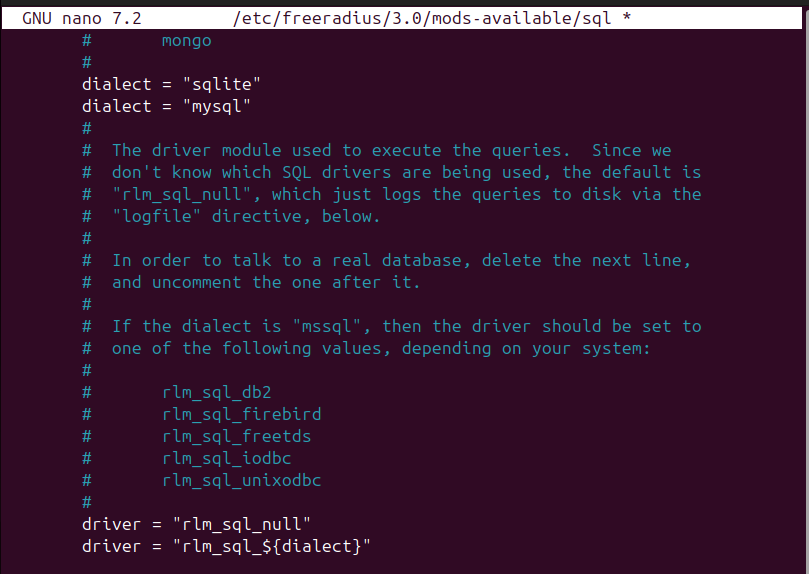 GNU nano 7.2 /etc/freeradius/3.0/mods-available/sql *
# mongo
#
dialect = "sqlite"
dialect = "mysql"
#
# The driver module used to execute the queries. Since we
# don't know which SQL drivers are being used, the default is
# "rlm_sql_null", which just logs the queries to disk via the
# "logfile" directive, below.
#
# In order to talk to a real database, delete the next line,
# and uncomment the one after it.
#
# If the dialect is "mssql", then the driver should be set to
# one of the following values, depending on your system:
#
# rlm_sql_db2
# rlm_sql_firebird
# rlm_sql_freetds
# rlm_sql_iodbc
# rlm_sql_unixodbc
#
driver = "rlm_sql_null"
driver = "rlm_sql_${dialect}"